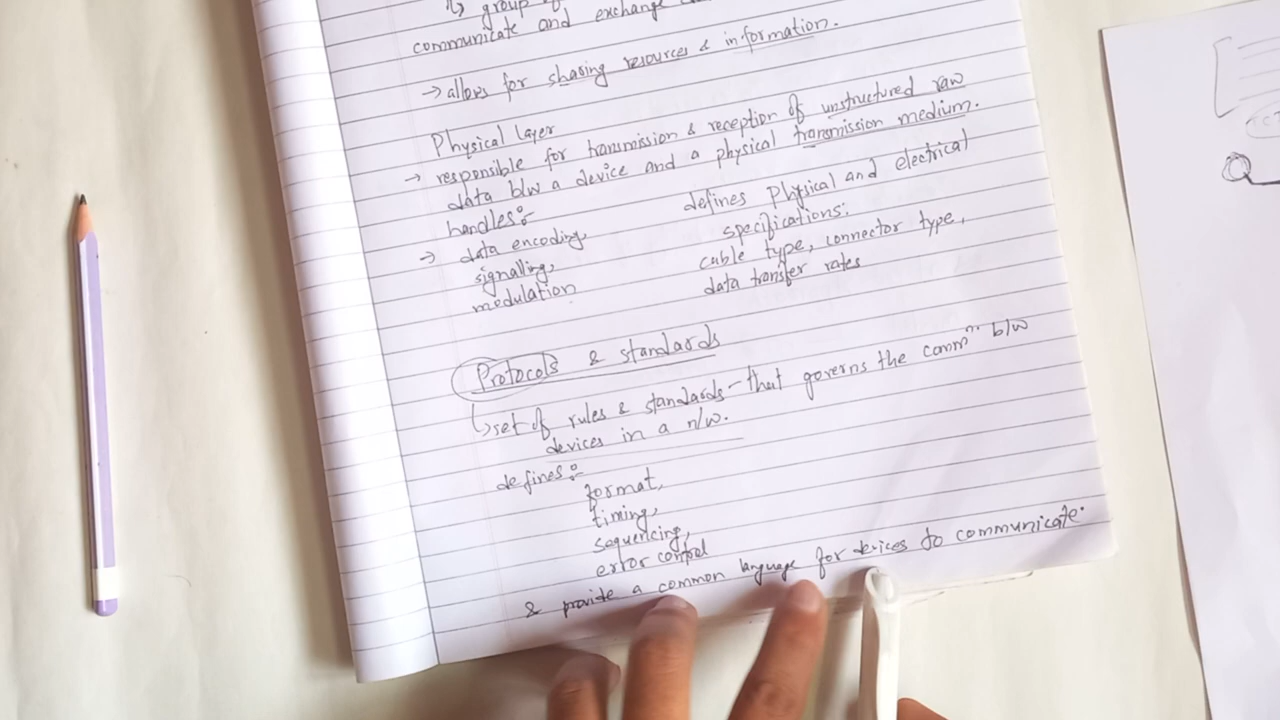 ↳ group of
communicate and exchange
→ allows for sharing resources & information.
Physical layer
→ responsible for transmission & reception of unstructured raw
data b/w a device and a physical transmission medium.
handles:-
→ data encoding,
signalling,
modulation
defines physical and electrical
specifications:
cable type, connector type,
data transfer rates
Protocols & standards
↳ set of rules & standards that governs the commⁿ. b/w
devices in a n/w.
defines:-
format,
timing,
sequencing,
error control
& provide a common language for devices to communicate.